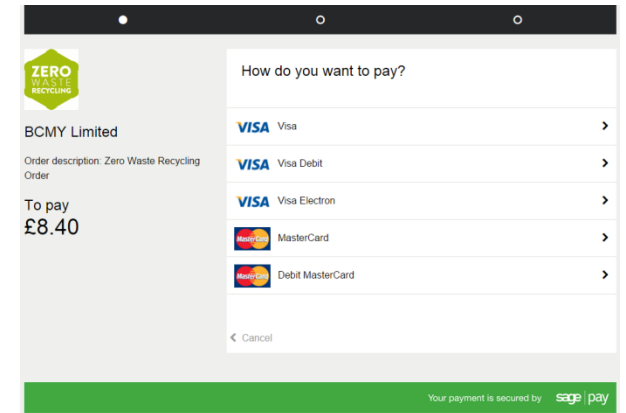 ZERO
WASTE
RECYCLING
BCMY Limited
Order description: Zero Waste Recycling
Order
To pay
£8.40
How do you want to pay?
VISA Visa
VISA Visa Debit
VISA Visa Electron
MasterCard MasterCard
MasterCard Debit MasterCard
Cancel
Your payment is secured by sage pay